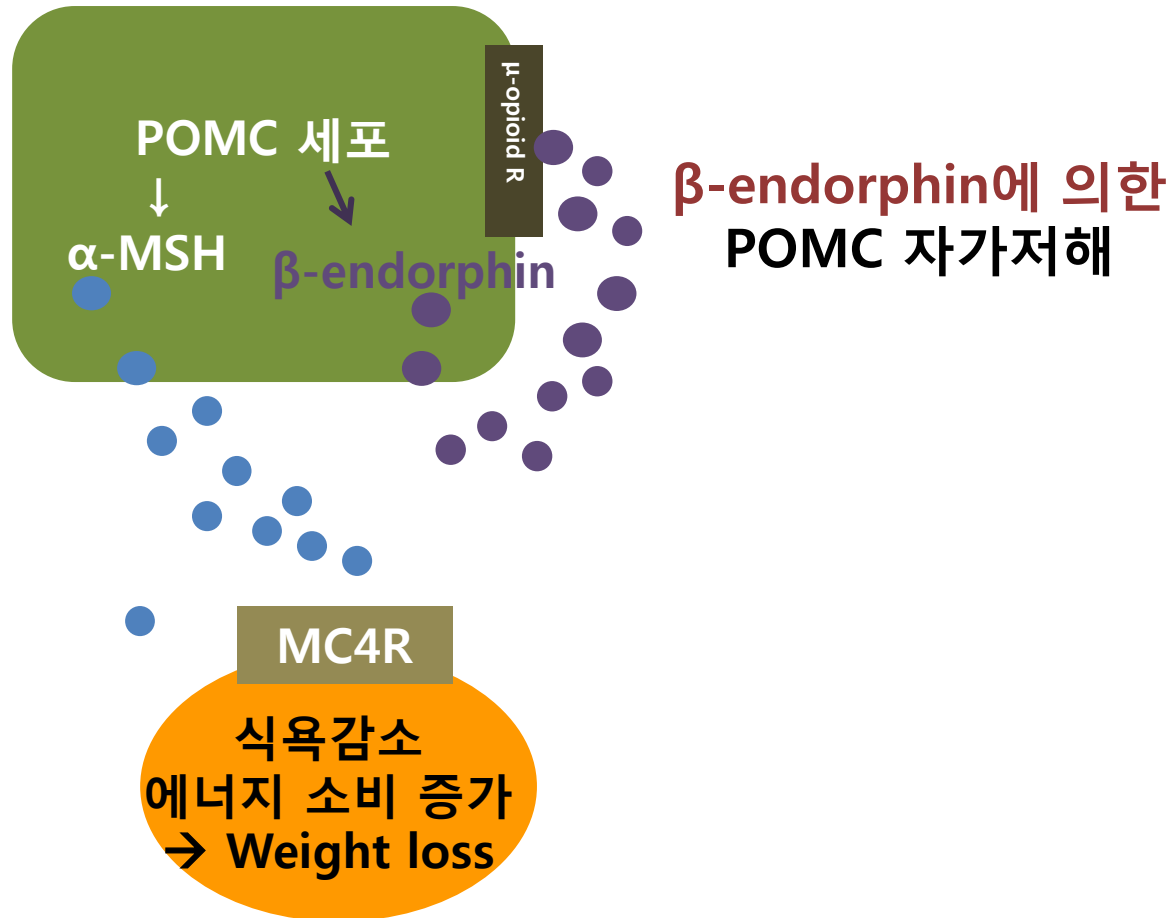 μ-opioid R
POMC 세포
↓
α-MSH
β-endorphin
β-endorphin에 의한
POMC 자가저해
MC4R
식욕감소
에너지 소비 증가
→ Weight loss